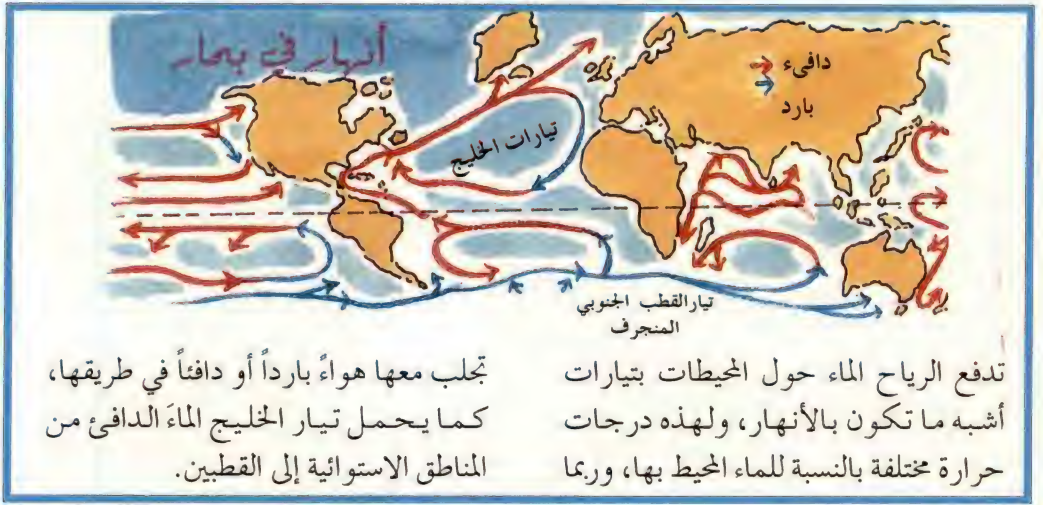 أنهار في بحار
دافىء
بارد
تيارات الخليج
تيار القطب الجنوبي
المنجرف
تدفع الرياح الماء حول المحيطات بتيارات
أشبه ما تكون بالأنهار، ولهذه درجات
حرارة مختلفة بالنسبة للماء المحيط بها، وربما
تجلب معها هواءً بارداً أو دافئاً في طريقها،
كما يحمل تيار الخليج الماءَ الدافئ من
المناطق الاستوائية إلى القطبين.